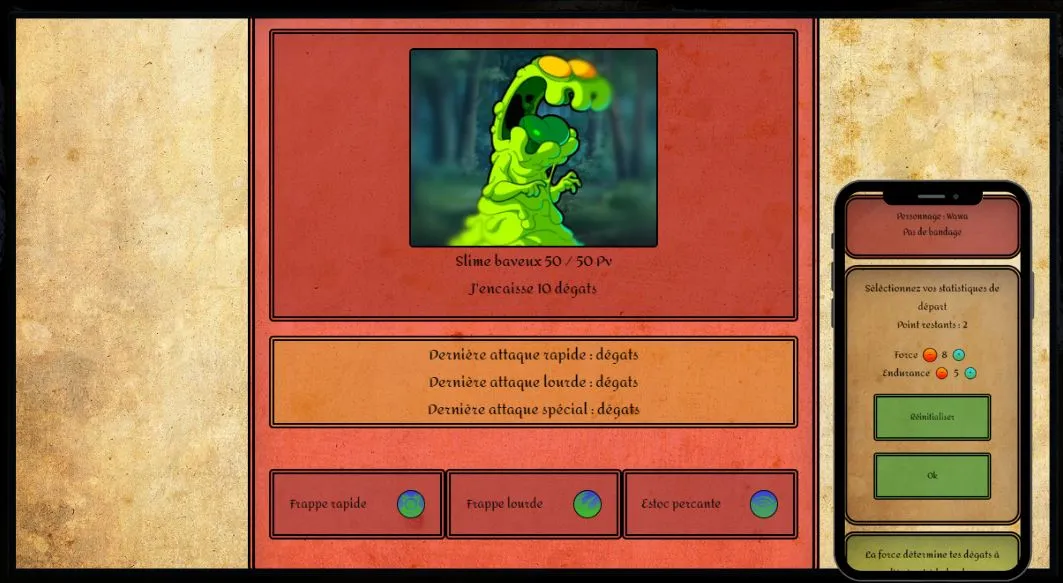 Slime baveux 50 / 50 Pv
J'encaisse 10 dégats
Dernière attaque rapide : dégats
Dernière attaque lourde : dégats
Dernière attaque spécial : dégats
Frappe rapide
Frappe lourde
Estoc percante
Personnage : Wawa
Pas de bandage
Séléctionnez vos statistiques de
départ
Point restants : 2
Force 8
Endurance 5
Réinitialiser
Ok
La force détermine tes dégats à